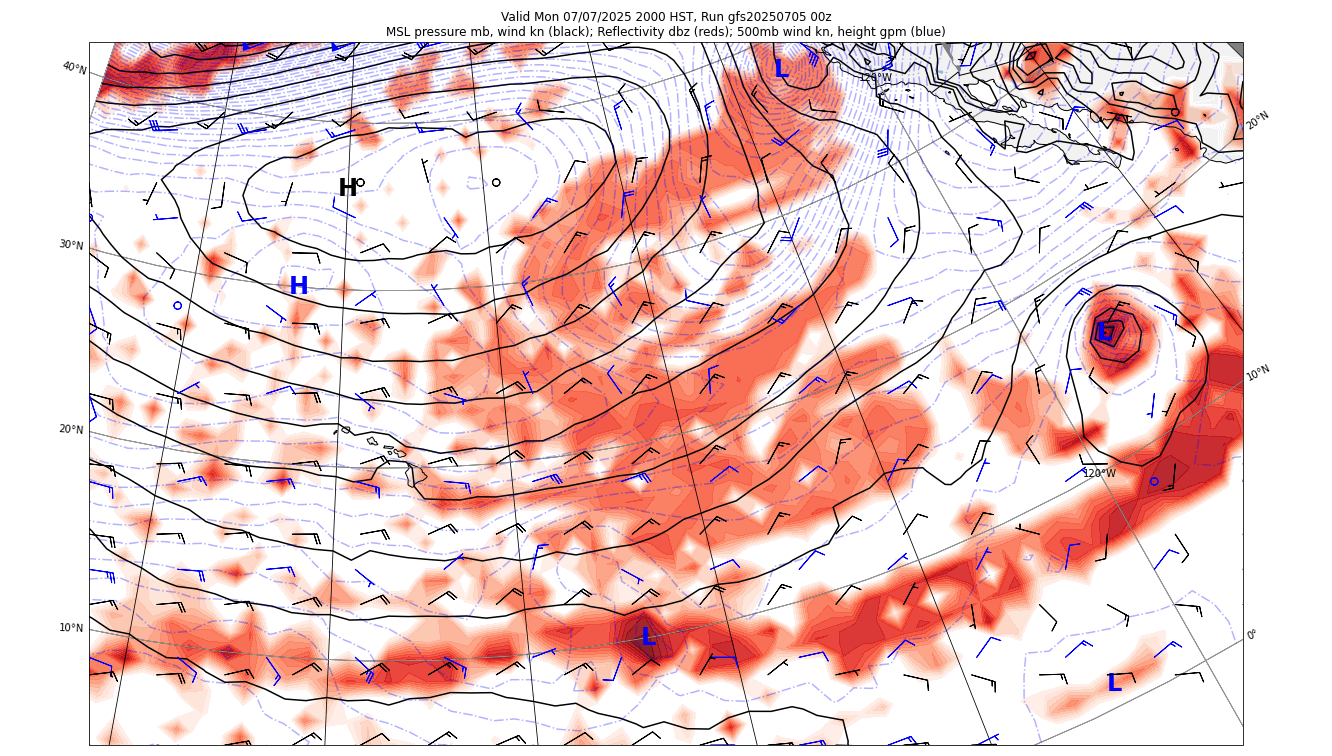 Valid Mon 07/07/2025 2000 HST, Run gfs20250705 00z
MSL pressure mb, wind kn (black); Reflectivity dbz (reds); 500mb wind kn, height gpm (blue)
40°N
L
120°W
20°N
H
30°N
H
L
10°N
20°N
120°W
10°N
L
0°
L